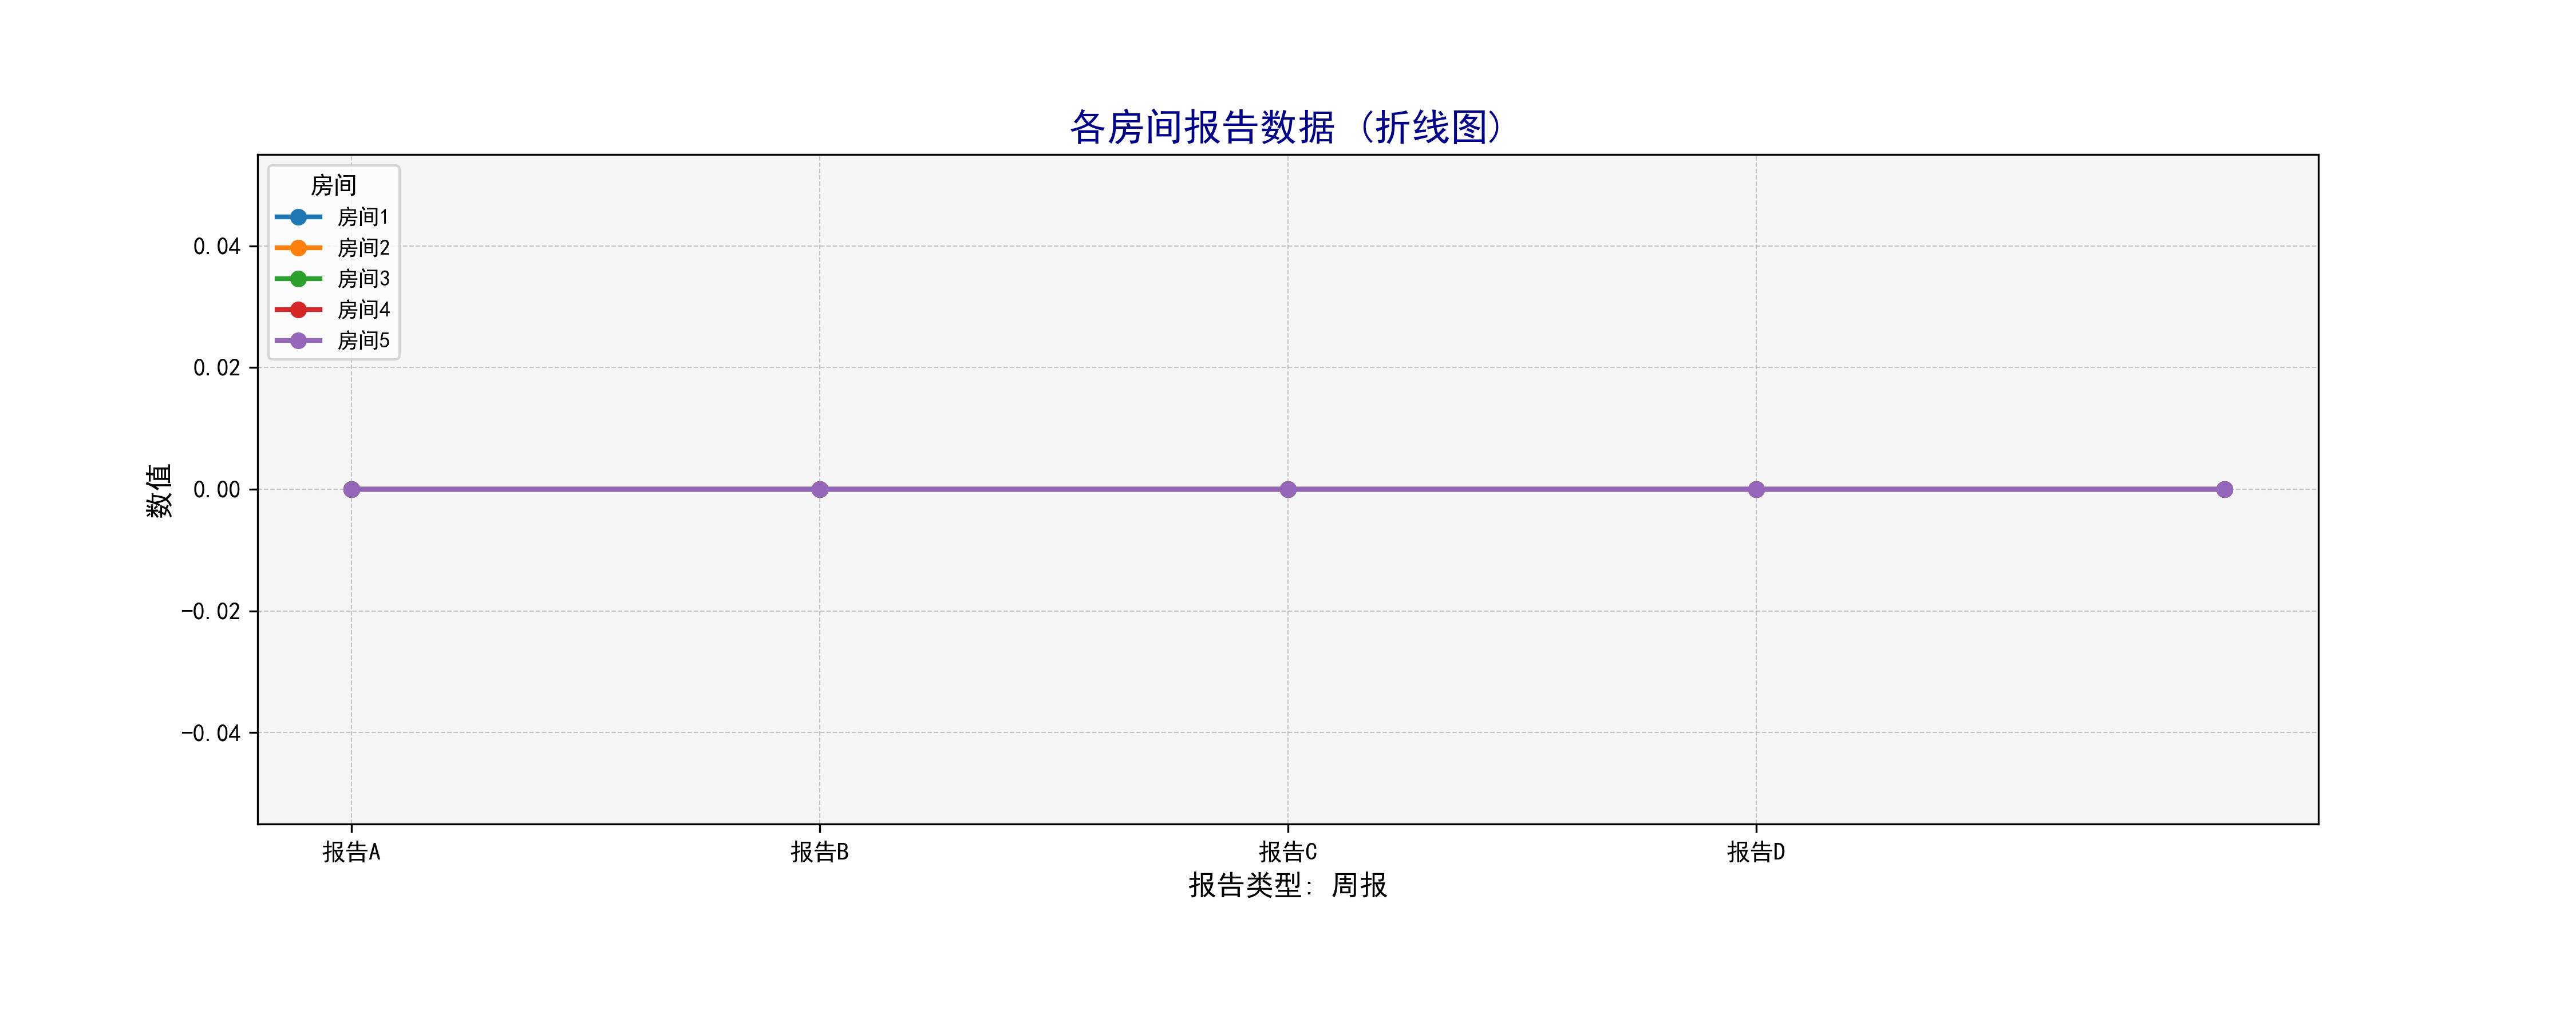 各房间报告数据 (折线图)
房间
房间1
房间2
房间3
房间4
房间5
数值
0.04
0.02
0.00
−0.02
−0.04
报告A
报告B
报告C
报告D
报告类型: 周报